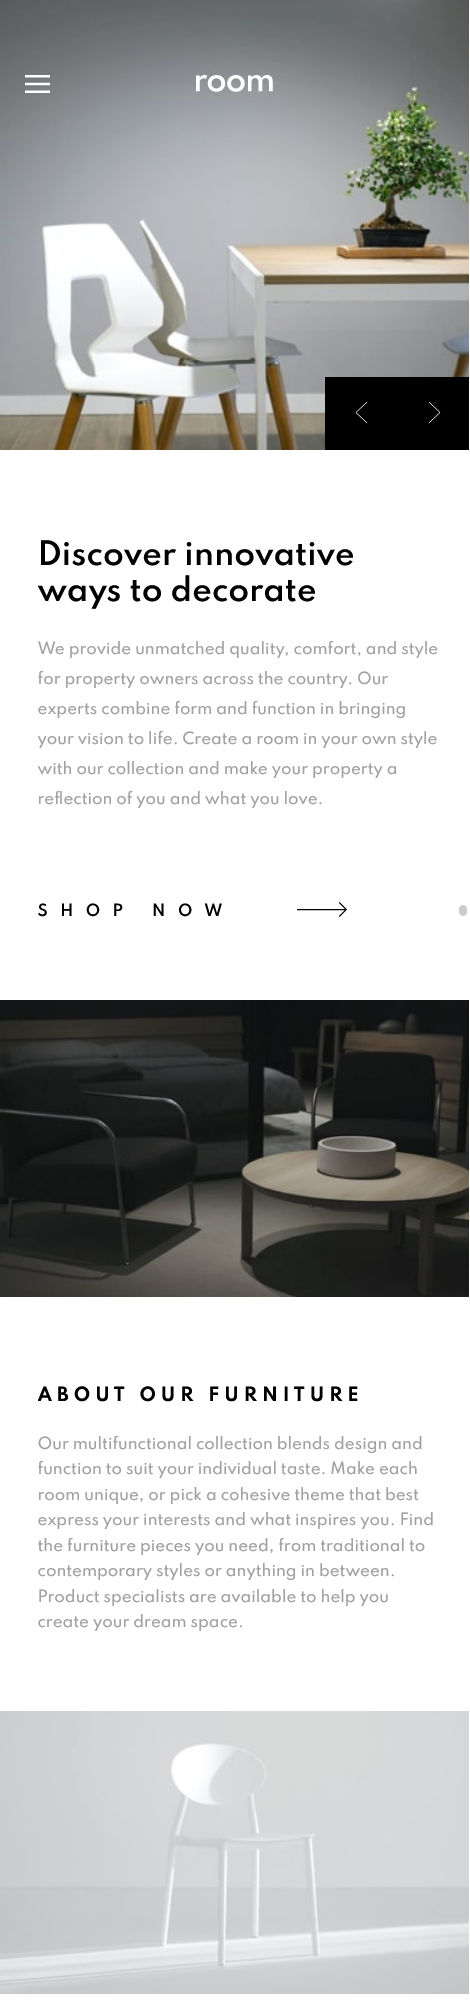 room
Discover innovative
ways to decorate
We provide unmatched quality, comfort, and style
for property owners across the country. Our
experts combine form and function in bringing
your vision to life. Create a room in your own style
with our collection and make your property a
reflection of you and what you love.
SHOP NOW
ABOUT OUR FURNITURE
Our multifunctional collection blends design and
function to suit your individual taste. Make each
room unique, or pick a cohesive theme that best
express your interests and what inspires you. Find
the furniture pieces you need, from traditional to
contemporary styles or anything in between.
Product specialists are available to help you
create your dream space.